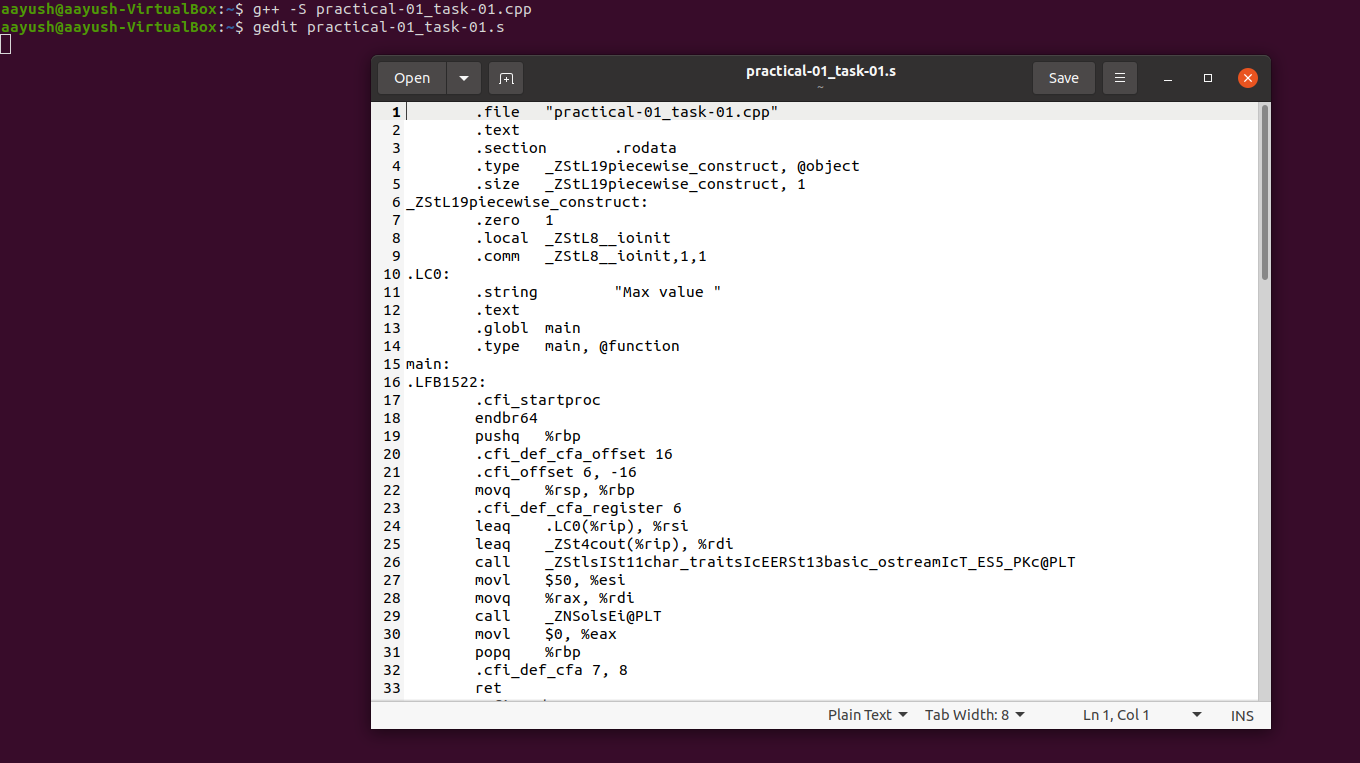 aayush@aayush-VirtualBox:~$ g++ -S practical-01_task-01.cpp
aayush@aayush-VirtualBox:~$ gedit practical-01_task-01.s
Open
practical-01_task-01.s
~
Save
1 .file "practical-01_task-01.cpp"
2 .text
3 .section .rodata
4 .type _ZStL19piecewise_construct, @object
5 .size _ZStL19piecewise_construct, 1
6 _ZStL19piecewise_construct:
7 .zero 1
8 .local _ZStL8__ioinit
9 .comm _ZStL8__ioinit,1,1
10 .LC0:
11 .string "Max value "
12 .text
13 .globl main
14 .type main, @function
15 main:
16 .LFB1522:
17 .cfi_startproc
18 endbr64
19 pushq %rbp
20 .cfi_def_cfa_offset 16
21 .cfi_offset 6, -16
22 movq %rsp, %rbp
23 .cfi_def_cfa_register 6
24 leaq .LC0(%rip), %rsi
25 leaq _ZSt4cout(%rip), %rdi
26 call _ZStlsISt11char_traitsIcEERSt13basic_ostreamIcT_ES5_PKc@PLT
27 movl $50, %esi
28 movq %rax, %rdi
29 call _ZNSolsEi@PLT
30 movl $0, %eax
31 popq %rbp
32 .cfi_def_cfa 7, 8
33 ret
Plain Text Tab Width: 8 Ln 1, Col 1 INS